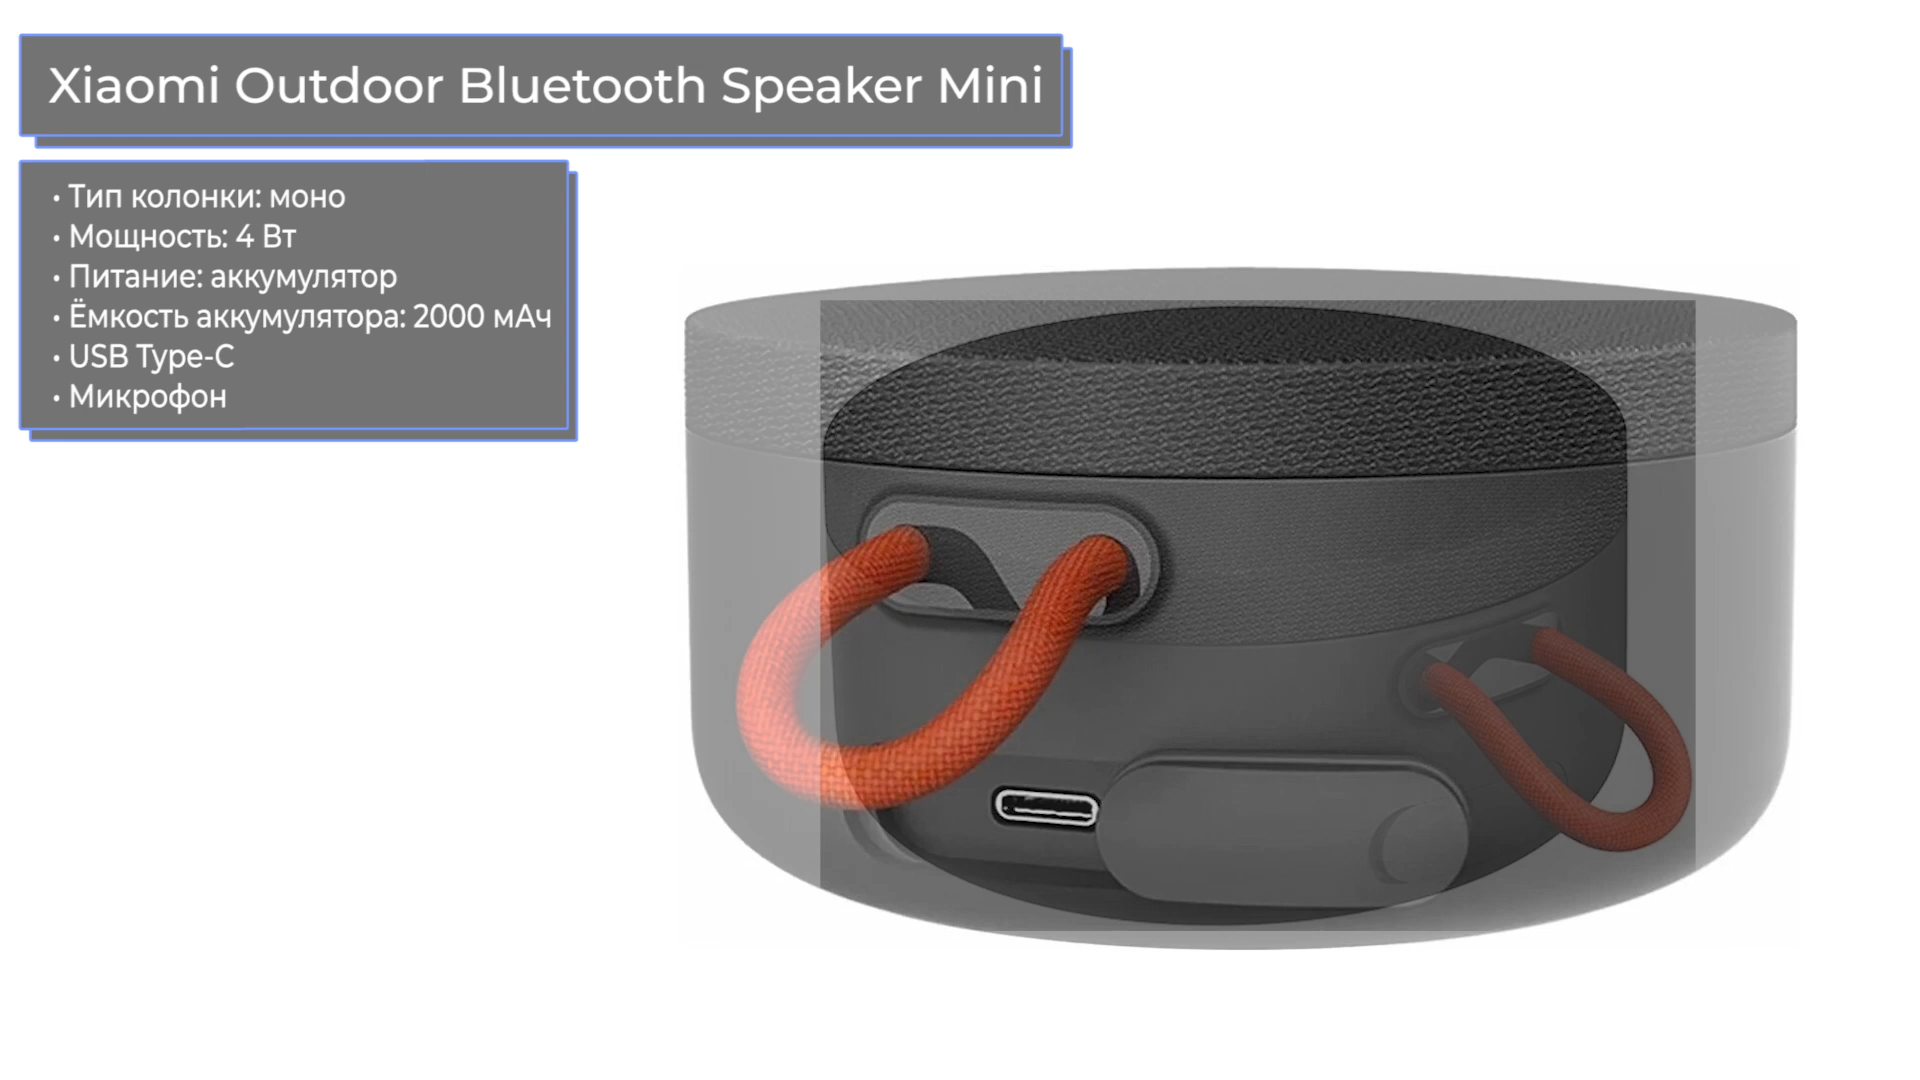 Xiaomi Outdoor Bluetooth Speaker Mini
• Тип колонки: моно
• Мощность: 4 Вт
• Питание: аккумулятор
• Ёмкость аккумулятора: 2000 мАч
• USB Type-C
• Микрофон